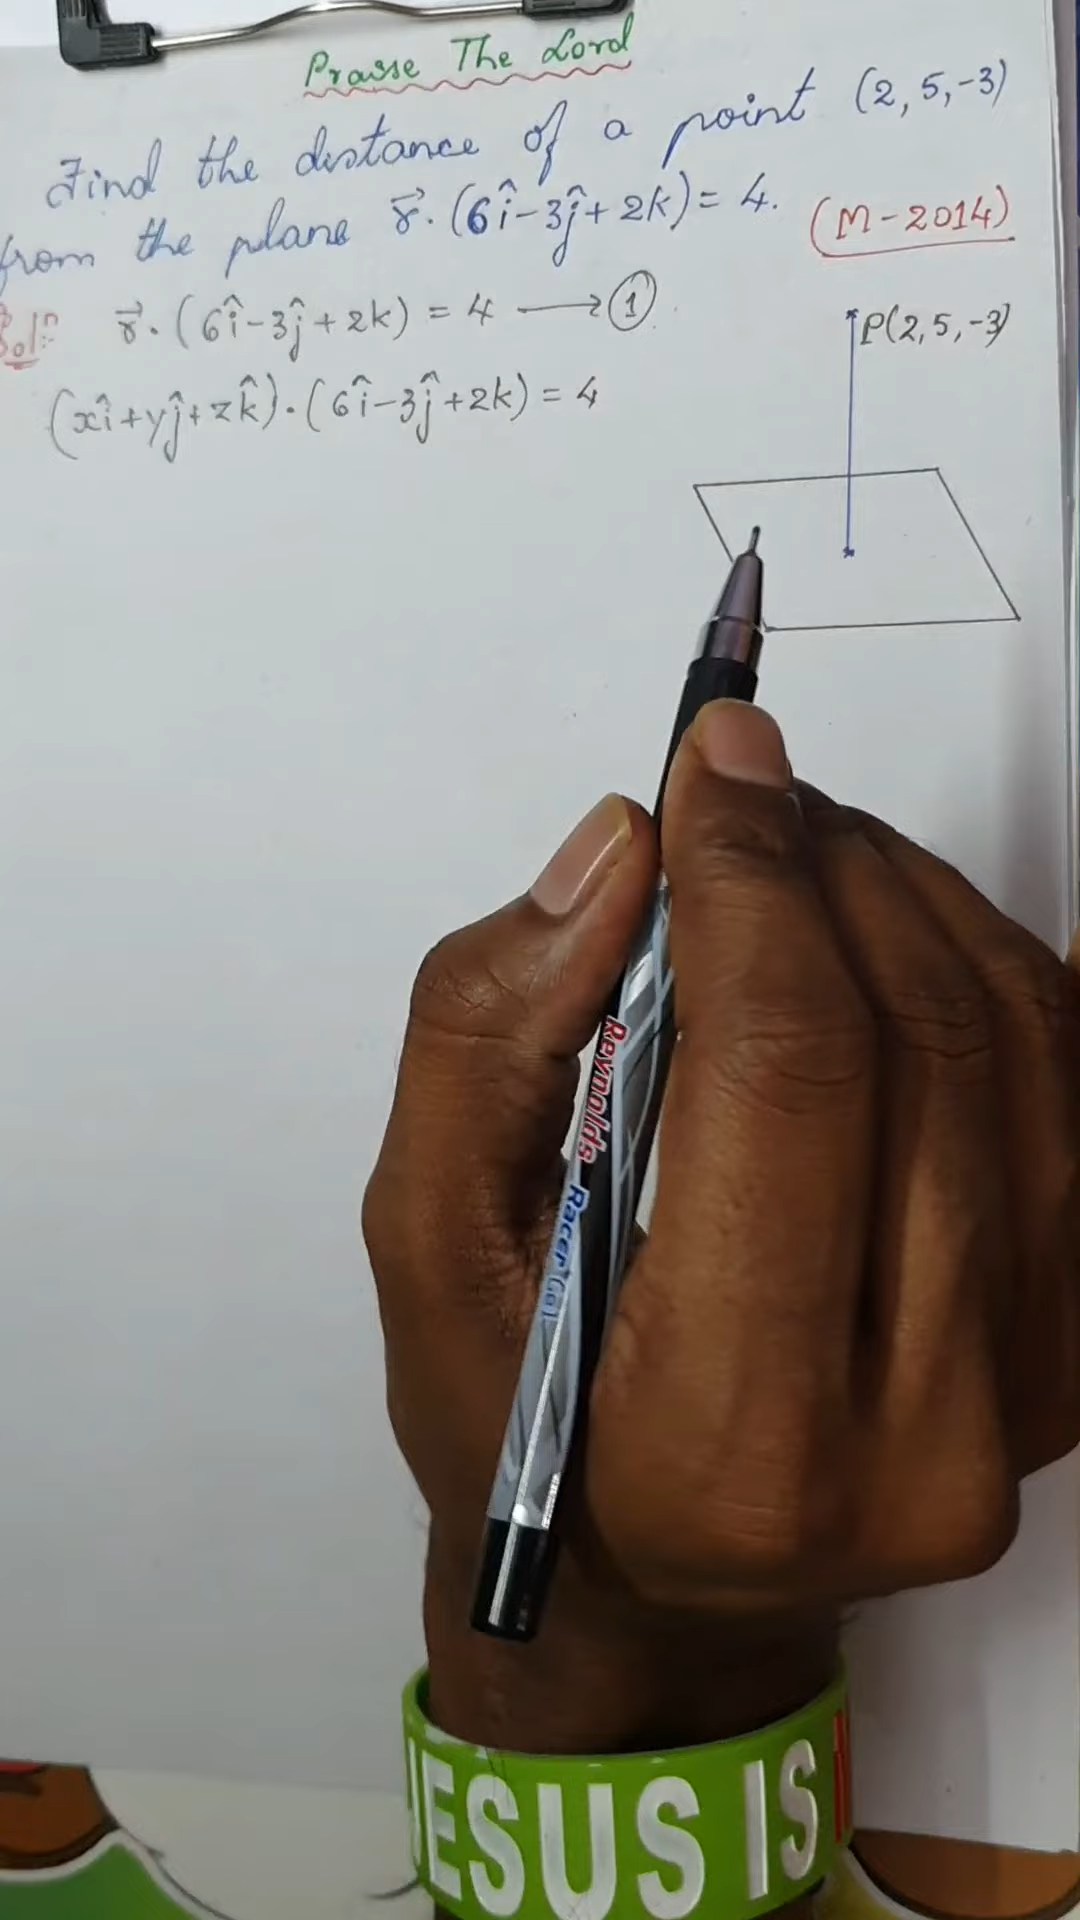 Praise The Lord
Find the distance of a point (2, 5, -3)
from the plane r⃗. (6î-3ĵ+2k) = 4.
(M-2014)
Solⁿ:
r⃗. (6î-3ĵ+2k) = 4 ⟶ ①
P(2, 5, -3)
(xî+yĵ+zk̂).(6î-3ĵ+2k) = 4
Reynolds Racer Gel
JESUS IS